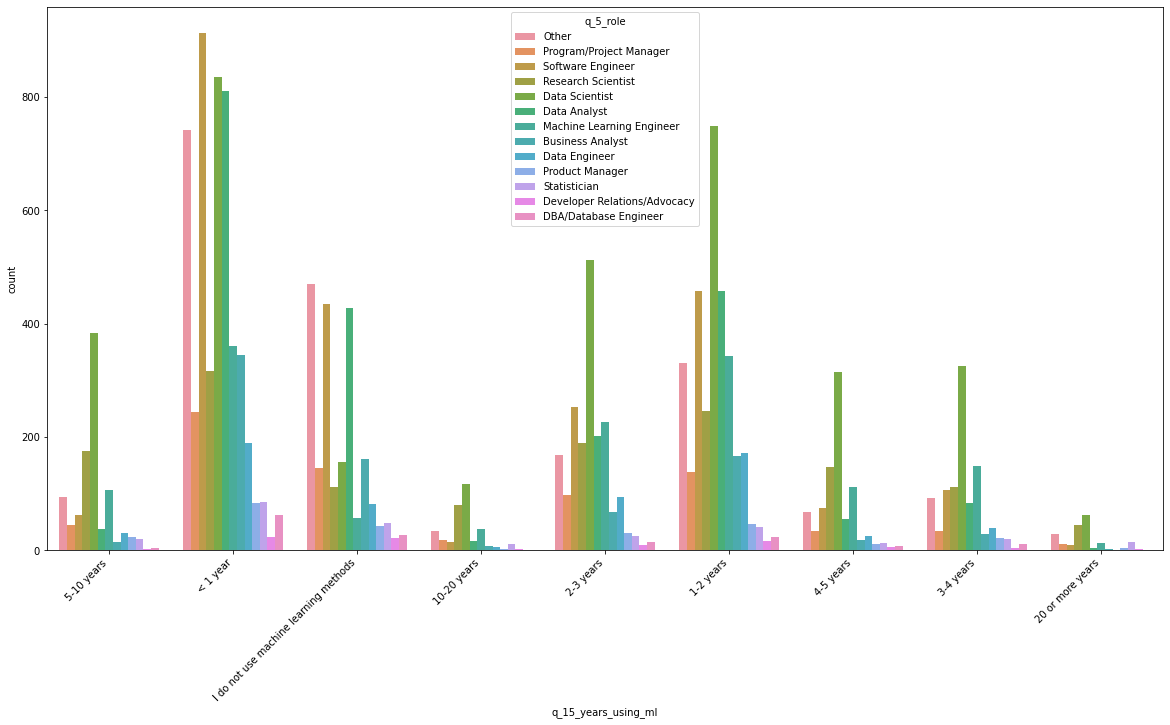 q_5_role
Other
Program/Project Manager
Software Engineer
Research Scientist
Data Scientist
Data Analyst
Machine Learning Engineer
Business Analyst
Data Engineer
Product Manager
Statistician
Developer Relations/Advocacy
DBA/Database Engineer
count
800
600
400
200
0
5-10 years
< 1 year
I do not use machine learning methods
10-20 years
2-3 years
1-2 years
4-5 years
3-4 years
20 or more years
q_15_years_using_ml